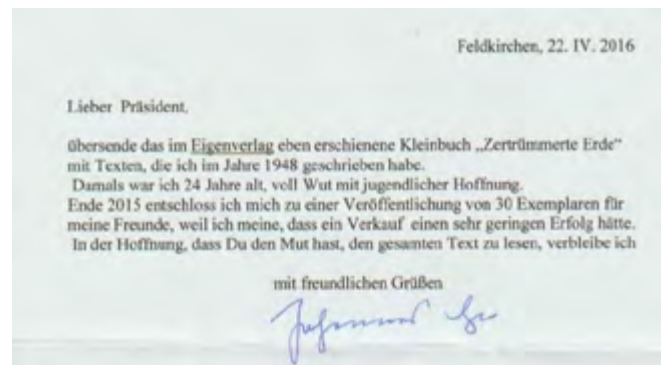 Feldkirchen, 22. IV. 2016
Lieber Präsident,
übersende das im Eigenverlag eben erschienene Kleinbuch „Zertrümmerte Erde“
mit Texten, die ich im Jahre 1948 geschrieben habe.
Damals war ich 24 Jahre alt, voll Wut mit jugendlicher Hoffnung.
Ende 2015 entschloss ich mich zu einer Veröffentlichung von 30 Exemplaren für
meine Freunde, weil ich meine, dass ein Verkauf einen sehr geringen Erfolg hätte.
In der Hoffnung, dass Du den Mut hast, den gesamten Text zu lesen, verbleibe ich
mit freundlichen Grüßen